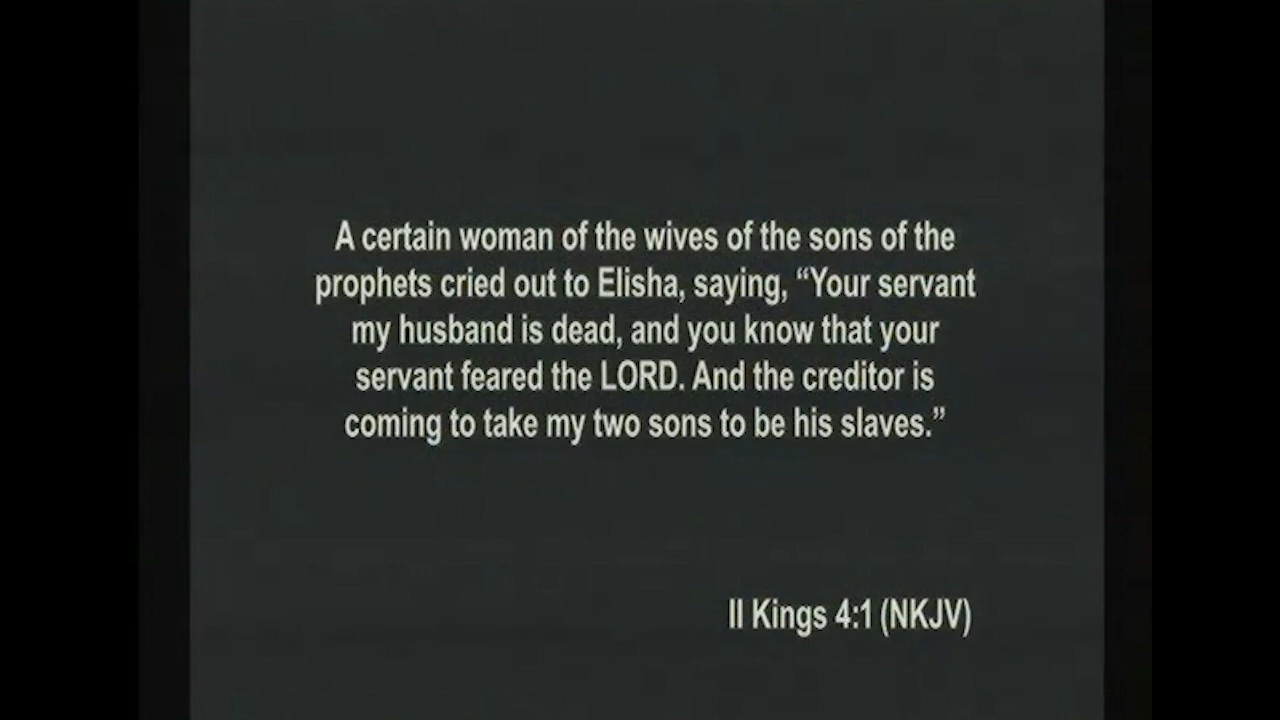 A certain woman of the wives of the sons of the
prophets cried out to Elisha, saying, “Your servant
my husband is dead, and you know that your
servant feared the LORD. And the creditor is
coming to take my two sons to be his slaves.”
II Kings 4:1 (NKJV)